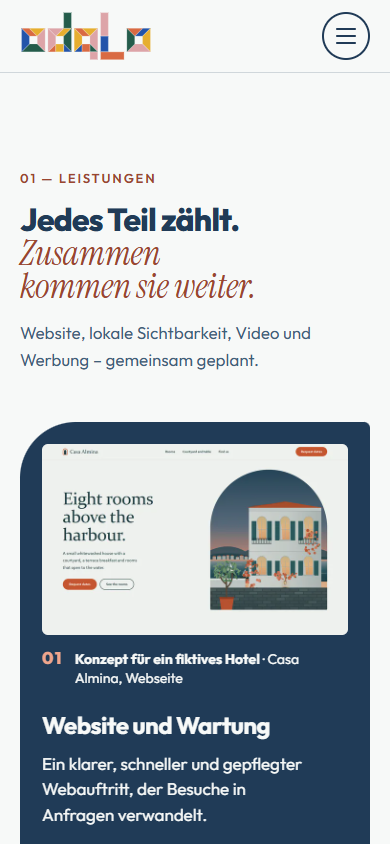 adaLo
01 — LEISTUNGEN
Jedes Teil zählt.
Zusammen
kommen sie weiter.
Website, lokale Sichtbarkeit, Video und
Werbung – gemeinsam geplant.
Casa Almina
Eight rooms
above the
harbour.
01 Konzept für ein fiktives Hotel · Casa
Almina, Webseite
Website und Wartung
Ein klarer, schneller und gepflegter
Webauftritt, der Besuche in
Anfragen verwandelt.